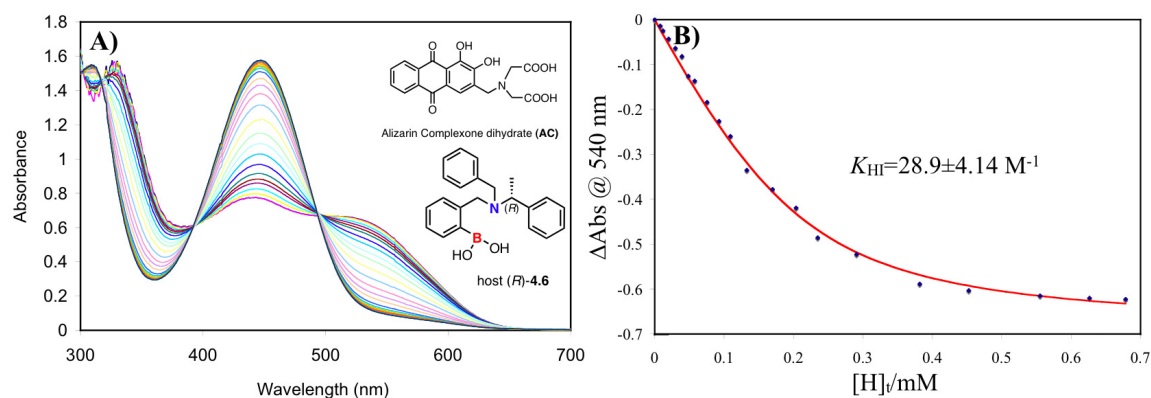 A)
Absorbance
1.8
1.6
1.4
1.2
1
0.8
0.6
0.4
0.2
0
300
400
500
600
700
Wavelength (nm)
O
OH
OH
COOH
N
COOH
O
Alizarin Complexone dihydrate (AC)
N
(R)
B
HO
OH
host (R)-4.6
B)
ΔAbs @ 540 nm
0
-0.1
-0.2
-0.3
-0.4
-0.5
-0.6
-0.7
KHI=28.9±4.14 M-1
0
0.1
0.2
0.3
0.4
0.5
0.6
0.7
[H]t/mM